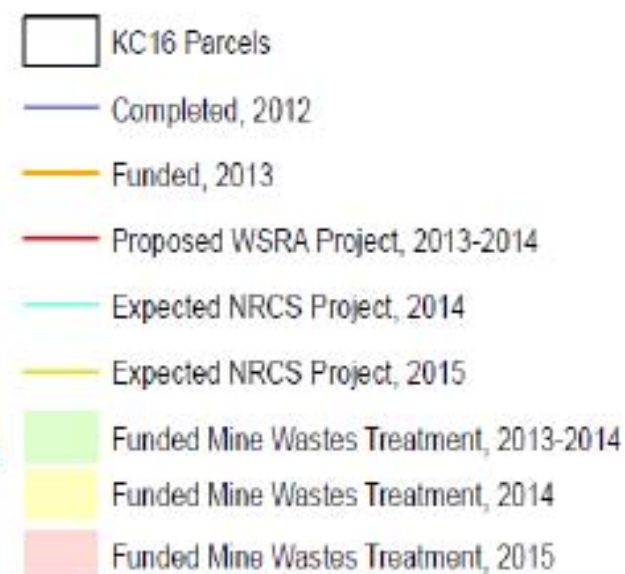 KC16 Parcels
Completed, 2012
Funded, 2013
Proposed WSRA Project, 2013-2014
Expected NRCS Project, 2014
Expected NRCS Project, 2015
Funded Mine Wastes Treatment, 2013-2014
Funded Mine Wastes Treatment, 2014
Funded Mine Wastes Treatment, 2015